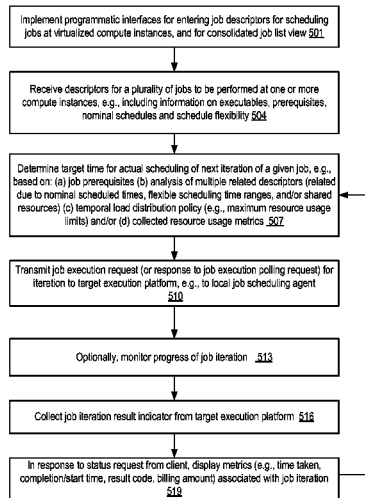 Implement programmatic interfaces for entering job descriptors for scheduling
jobs at virtualized compute instances, and for consolidated job list view 501
Receive descriptors for a plurality of jobs to be performed at one or more
compute instances, e.g., including information on executables, prerequisites,
nominal schedules and schedule flexibility
504
Determine target time for actual scheduling of next iteration of a given job, e.g.,
based on: (a) job prerequisites (b) analysis of multiple related descriptors (related
due to nominal scheduled times, flexible scheduling time ranges, and/or shared
resources) (c) temporal load distribution policy (e.g., maximum resource usage
limits) and/or (d) collected resource usage metrics 507
Transmit job execution request (or response to job execution polling request) for
iteration to target execution platform, e.g., to local job scheduling agent
510
Optionally, monitor progress of job iteration 513
Collect job iteration result indicator from target execution platform 516
In response to status request from client, display metrics (e.g., time taken,
completion/start time, result code, billing amount) associated with job iteration
519